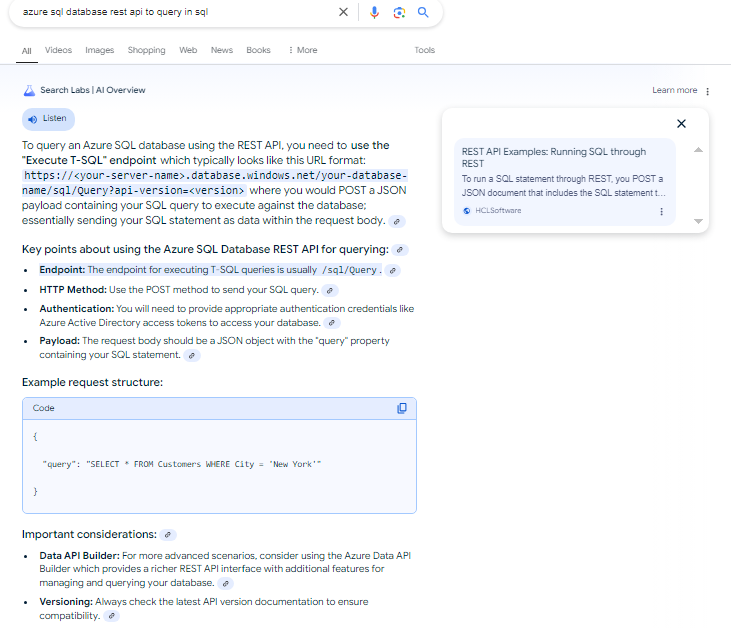 azure sql database rest api to query in sql
All Videos Images Shopping Web News Books More Tools
Search Labs | AI Overview Learn more
Listen
To query an Azure SQL database using the REST API, you need to use the
"Execute T-SQL" endpoint which typically looks like this URL format:
https://<your-server-name>.database.windows.net/your-database-
name/sql/Query?api-version=<version> where you would POST a JSON
payload containing your SQL query to execute against the database;
essentially sending your SQL statement as data within the request body.
REST API Examples: Running SQL through
REST
To run a SQL statement through REST, you POST a
JSON document that includes the SQL statement t...
HCLSoftware
Key points about using the Azure SQL Database REST API for querying:
Endpoint: The endpoint for executing T-SQL queries is usually /sql/Query.
HTTP Method: Use the POST method to send your SQL query.
Authentication: You will need to provide appropriate authentication credentials like
Azure Active Directory access tokens to access your database.
Payload: The request body should be a JSON object with the "query" property
containing your SQL statement.
Example request structure:
Code
{
"query": "SELECT * FROM Customers WHERE City = 'New York'"
}
Important considerations:
Data API Builder: For more advanced scenarios, consider using the Azure Data API
Builder which provides a richer REST API interface with additional features for
managing and querying your database.
Versioning: Always check the latest API version documentation to ensure
compatibility.